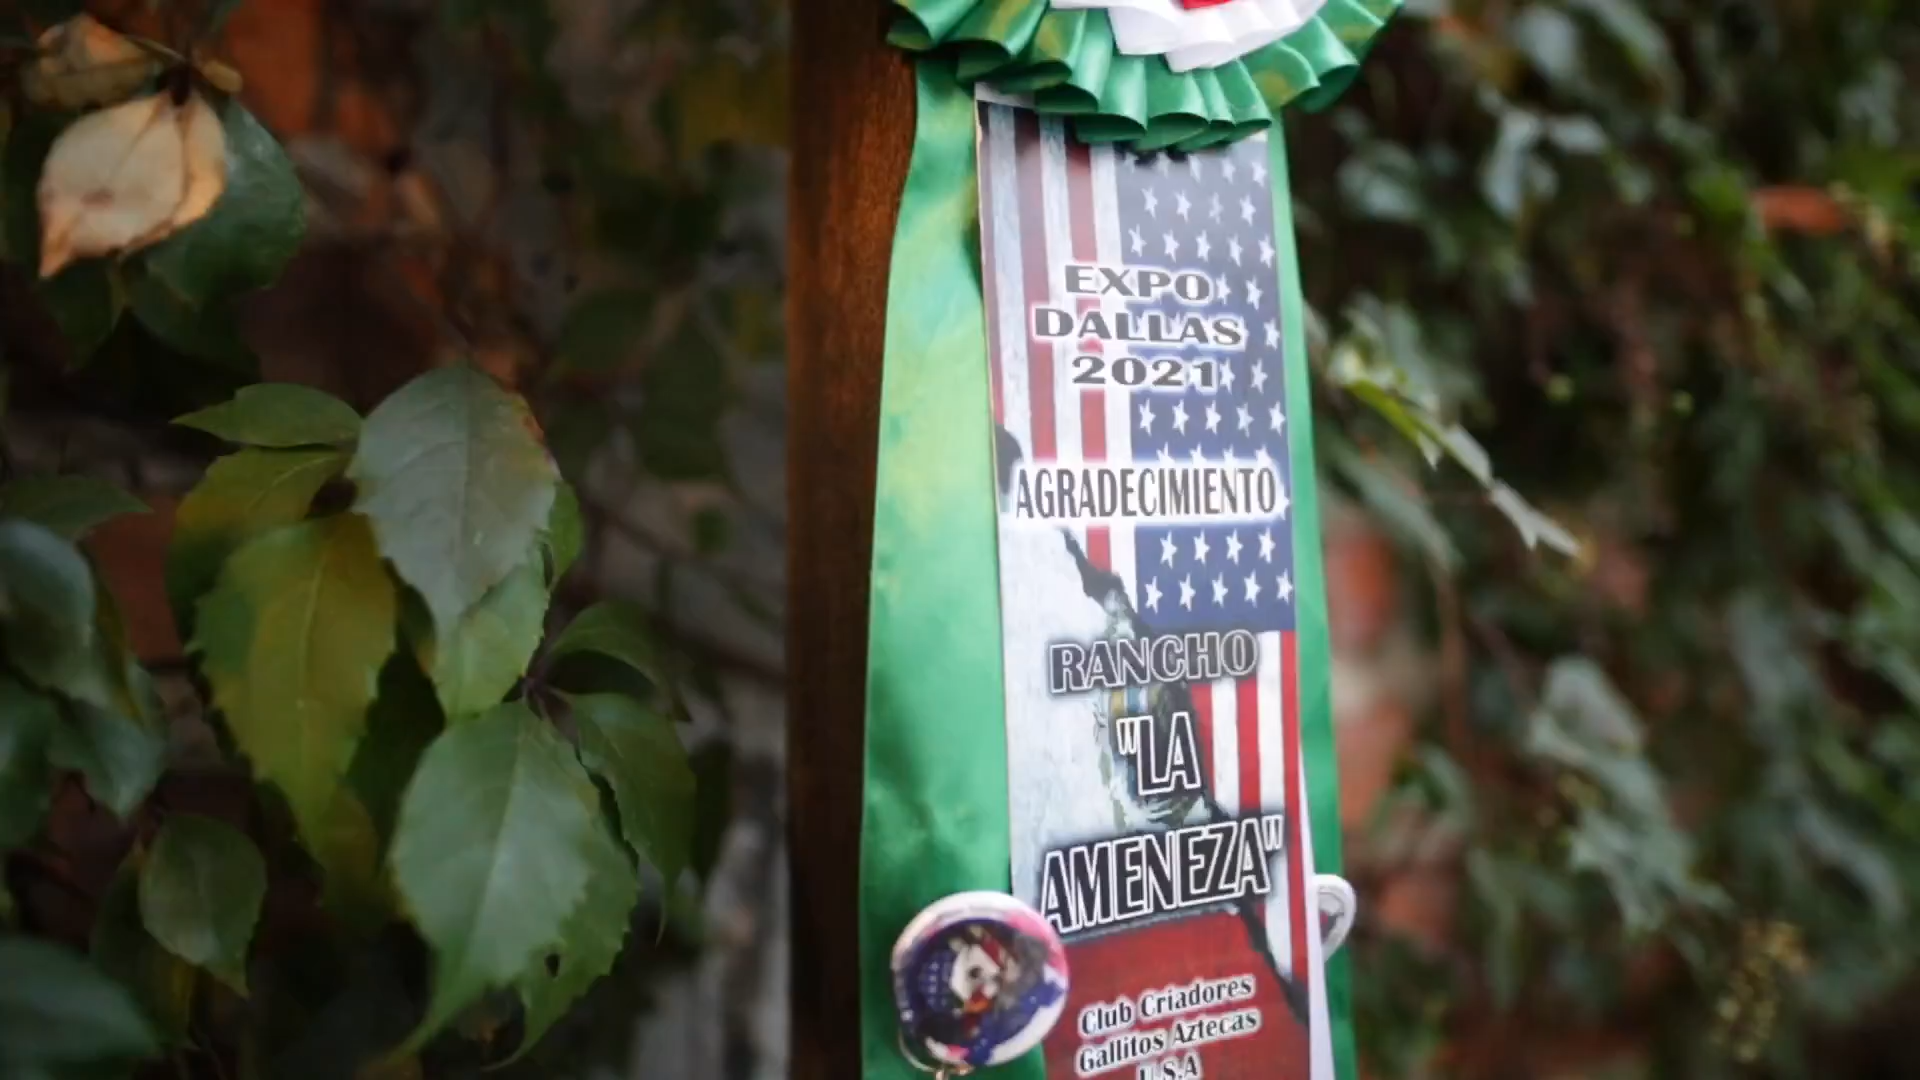 EXPO
DALLAS
2021
AGRADECIMIENTO
RANCHO
"LA
AMENEZA"
Club Criadores
Gallitos Aztecas
U.S.A